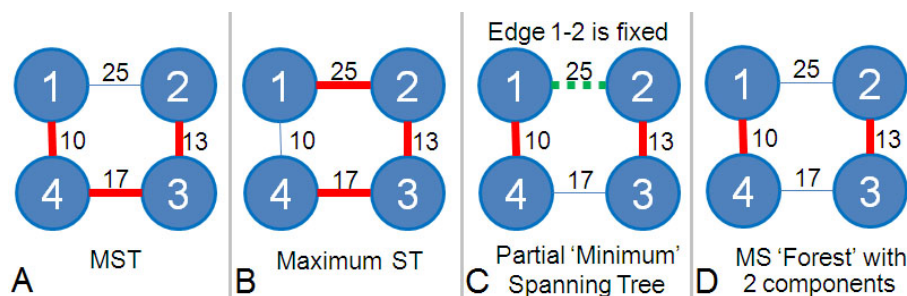 1
25
2
10
13
17
4
3
A
MST
1
25
2
10
13
17
4
3
B
Maximum ST
Edge 1-2 is fixed
1
25
2
10
13
17
4
3
C
Partial ‘Minimum’
Spanning Tree
1
25
2
10
13
17
4
3
D
MS ‘Forest’ with
2 components